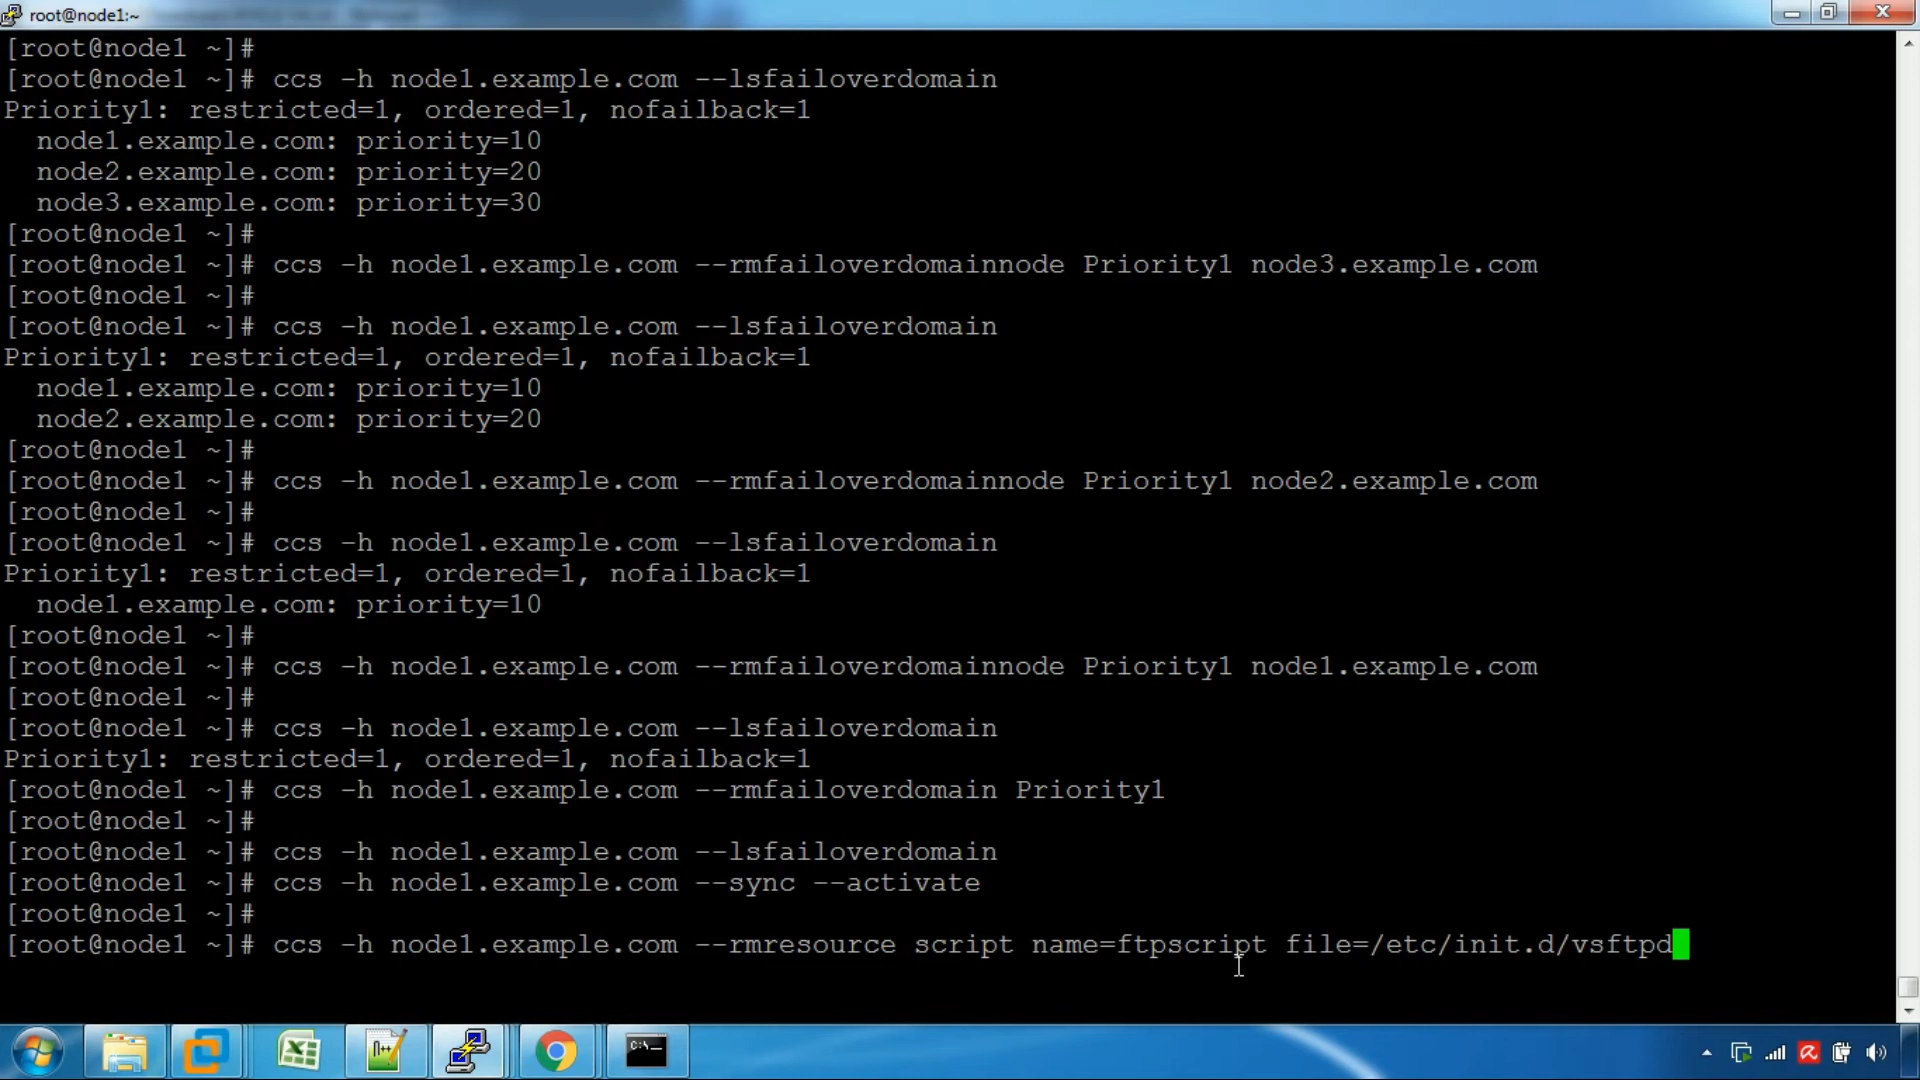 root@node1:~
[root@node1 ~]#
[root@node1 ~]# ccs -h node1.example.com --lsfailoverdomain
Priority1: restricted=1, ordered=1, nofailback=1
  node1.example.com: priority=10
  node2.example.com: priority=20
  node3.example.com: priority=30
[root@node1 ~]#
[root@node1 ~]# ccs -h node1.example.com --rmfailoverdomainnode Priority1 node3.example.com
[root@node1 ~]#
[root@node1 ~]# ccs -h node1.example.com --lsfailoverdomain
Priority1: restricted=1, ordered=1, nofailback=1
  node1.example.com: priority=10
  node2.example.com: priority=20
[root@node1 ~]#
[root@node1 ~]# ccs -h node1.example.com --rmfailoverdomainnode Priority1 node2.example.com
[root@node1 ~]#
[root@node1 ~]# ccs -h node1.example.com --lsfailoverdomain
Priority1: restricted=1, ordered=1, nofailback=1
  node1.example.com: priority=10
[root@node1 ~]#
[root@node1 ~]# ccs -h node1.example.com --rmfailoverdomainnode Priority1 node1.example.com
[root@node1 ~]#
[root@node1 ~]# ccs -h node1.example.com --lsfailoverdomain
Priority1: restricted=1, ordered=1, nofailback=1
[root@node1 ~]# ccs -h node1.example.com --rmfailoverdomain Priority1
[root@node1 ~]#
[root@node1 ~]# ccs -h node1.example.com --lsfailoverdomain
[root@node1 ~]# ccs -h node1.example.com --sync --activate
[root@node1 ~]#
[root@node1 ~]# ccs -h node1.example.com --rmresource script name=ftpscript file=/etc/init.d/vsftpd